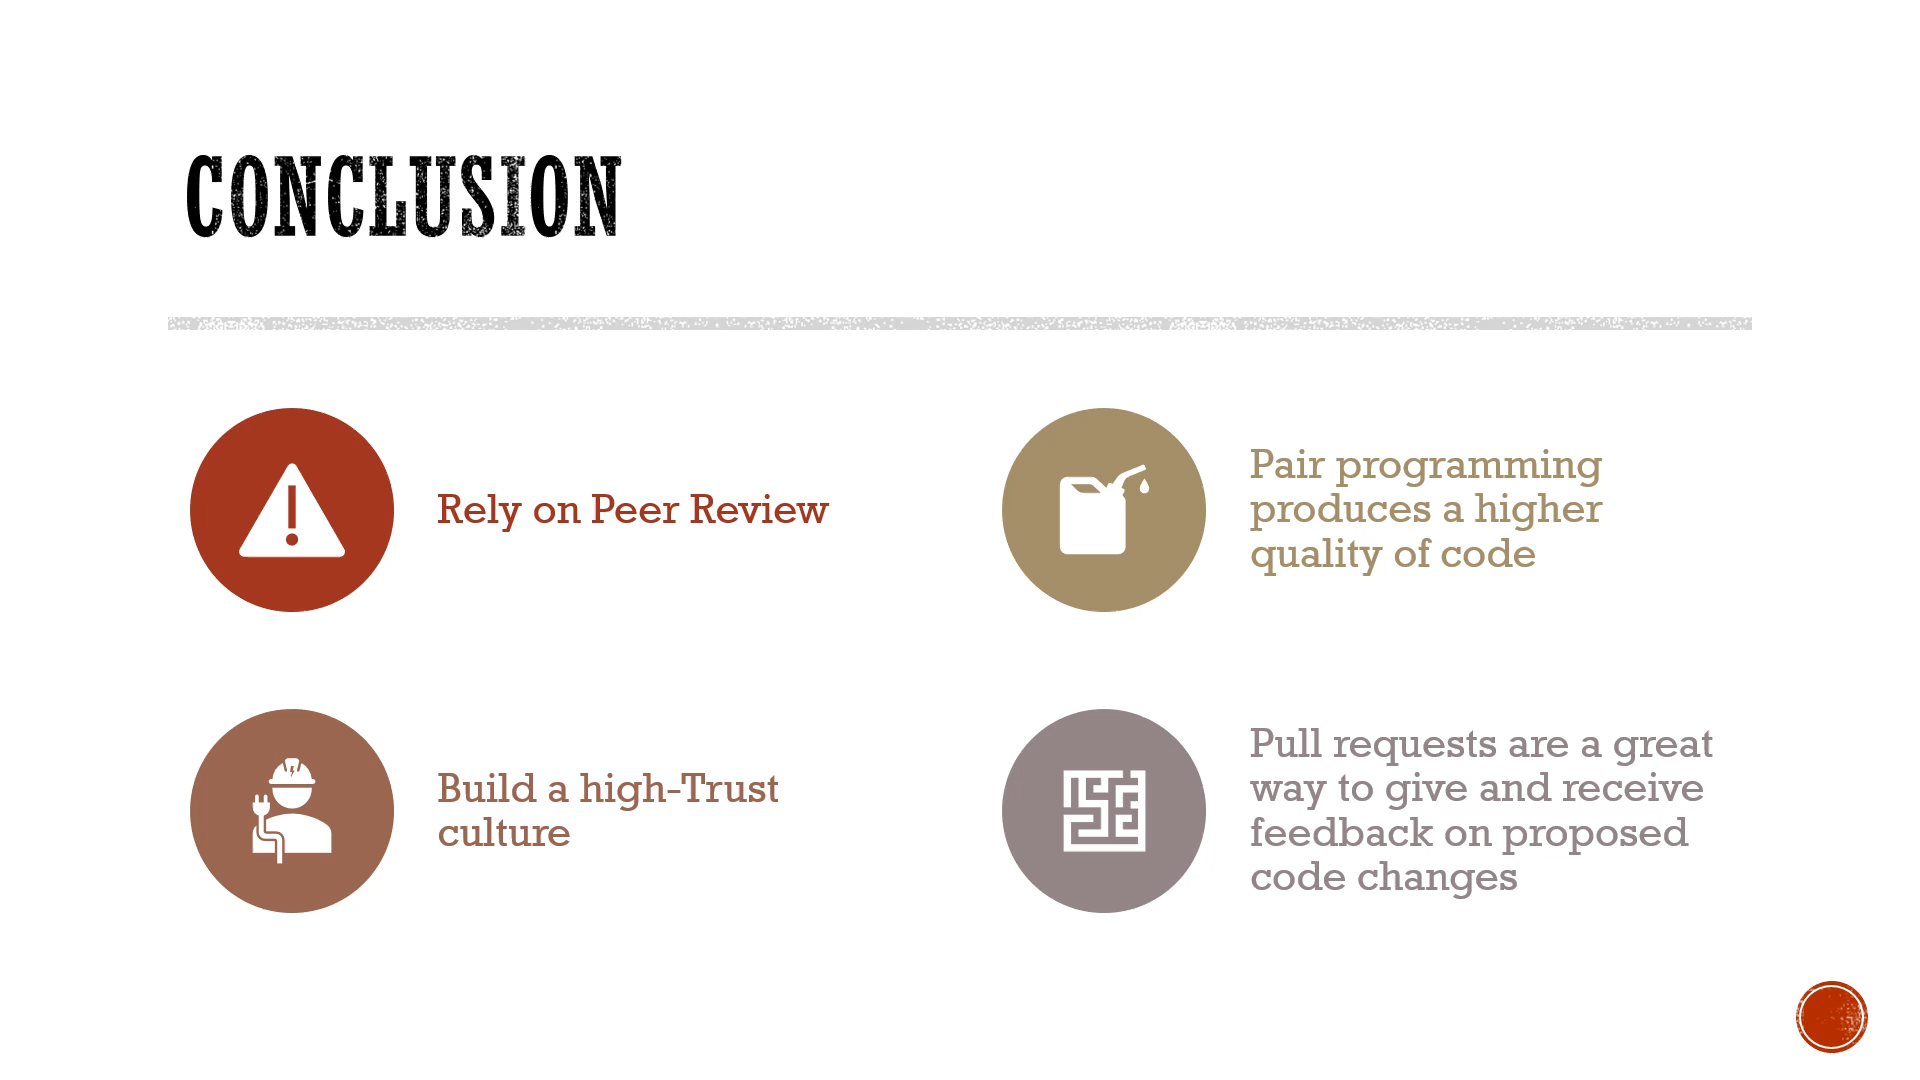 CONCLUSION
Rely on Peer Review
Pair programming
produces a higher
quality of code
Build a high-Trust
culture
Pull requests are a great
way to give and receive
feedback on proposed
code changes